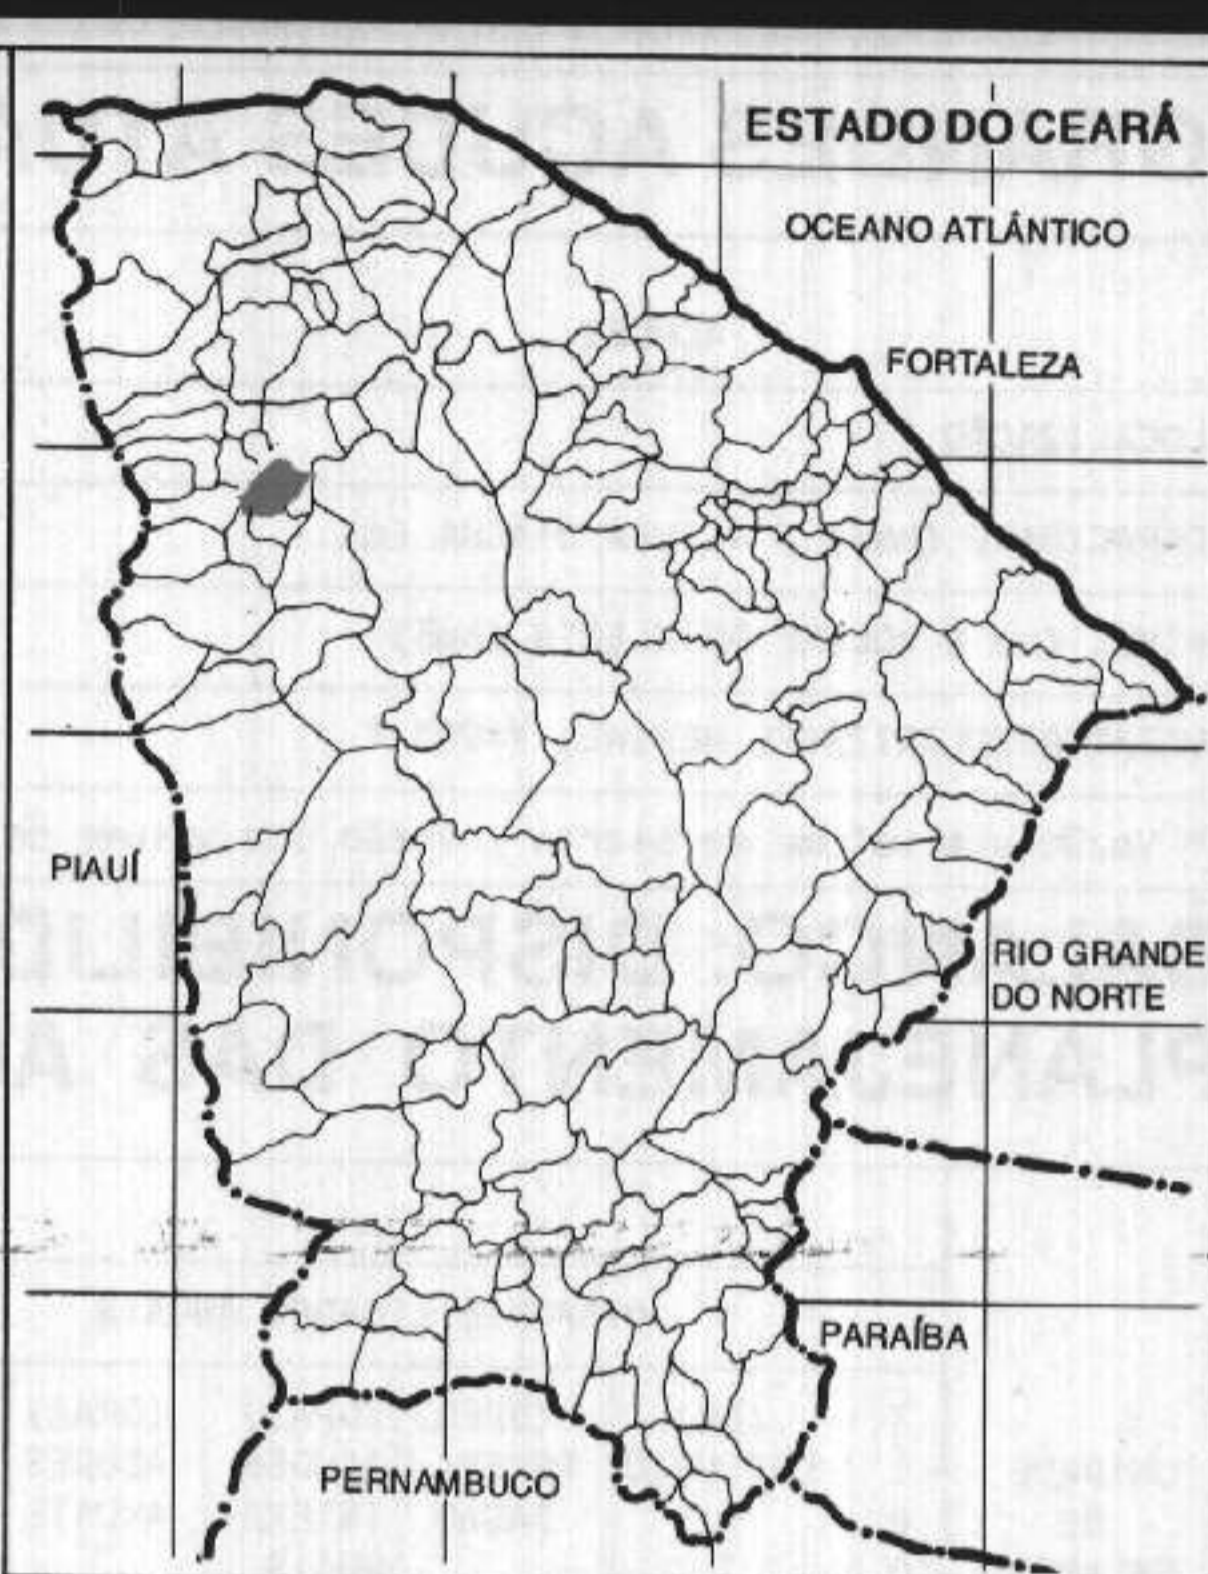 ESTADO DO CEARÁ
OCEANO ATLÂNTICO
FORTALEZA
PIAUÍ
RIO GRANDE
DO NORTE
PARAÍBA
PERNAMBUCO